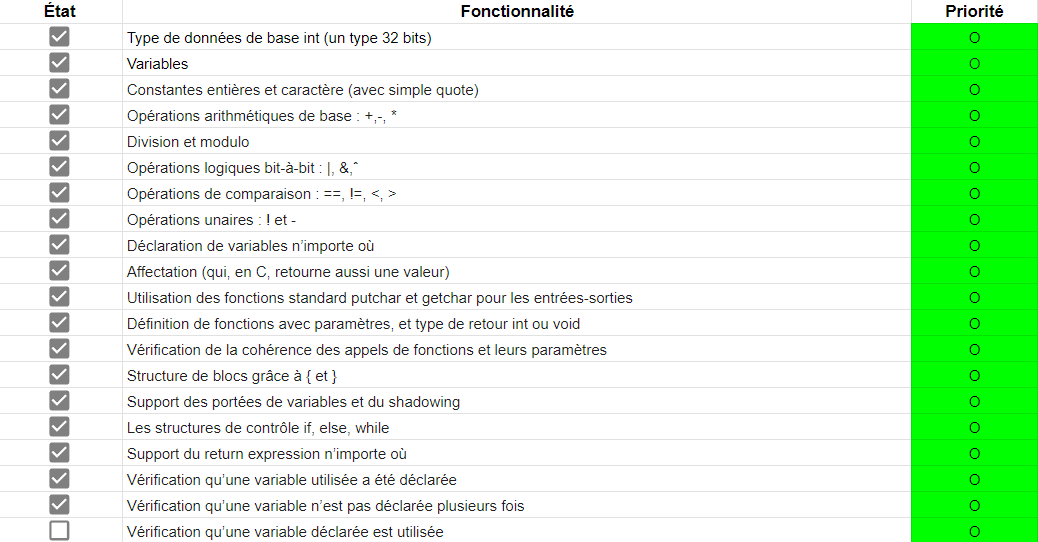 État Fonctionnalité Priorité
Type de données de base int (un type 32 bits) O
Variables O
Constantes entières et caractère (avec simple quote) O
Opérations arithmétiques de base : +,-, * O
Division et modulo O
Opérations logiques bit-à-bit : |, &,^ O
Opérations de comparaison : ==, !=, <, > O
Opérations unaires : ! et - O
Déclaration de variables n’importe où O
Affectation (qui, en C, retourne aussi une valeur) O
Utilisation des fonctions standard putchar et getchar pour les entrées-sorties O
Définition de fonctions avec paramètres, et type de retour int ou void O
Vérification de la cohérence des appels de fonctions et leurs paramètres O
Structure de blocs grâce à { et } O
Support des portées de variables et du shadowing O
Les structures de contrôle if, else, while O
Support du return expression n’importe où O
Vérification qu’une variable utilisée a été déclarée O
Vérification qu’une variable n’est pas déclarée plusieurs fois O
Vérification qu’une variable déclarée est utilisée O